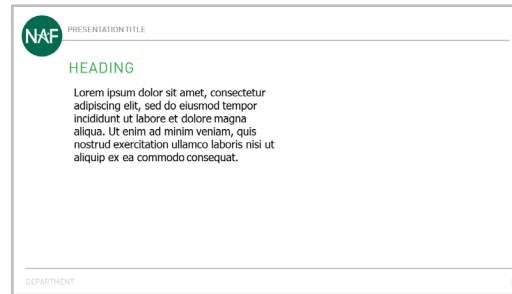 NAF
PRESENTATION TITLE
HEADING
Lorem ipsum dolor sit amet, consectetur
adipiscing elit, sed do eiusmod tempor
incididunt ut labore et dolore magna
aliqua. Ut enim ad minim veniam, quis
nostrud exercitation ullamco laboris nisi ut
aliquip ex ea commodo consequat.
DEPARTMENT